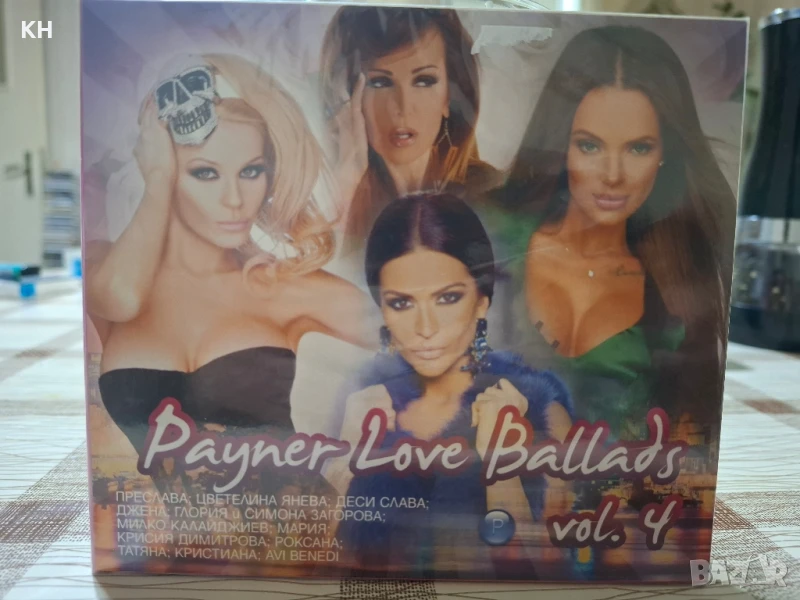 KH
Payner Love Ballads
vol. 4
ПРЕСЛАВА; ЦВЕТЕЛИНА ЯНЕВА; ДЕСИ СЛАВА;
ДЖЕНА; ГЛОРИЯ и СИМОНА ЗАГОРОВА;
МИЛКО КАЛАЙДЖИЕВ; МАРИЯ;
КРИСИЯ ДИМИТРОВА; РОКСАНА;
ТАТЯНА; КРИСТИАНА; AVI BENEDI
P
BAZAR